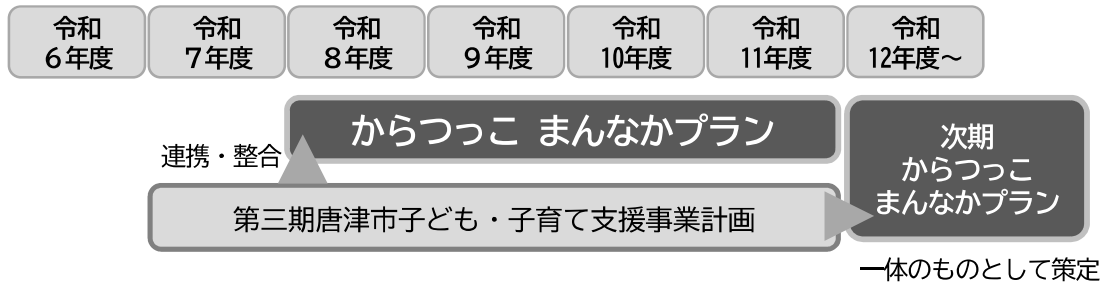 令和
６年度
令和
７年度
令和
８年度
令和
９年度
令和
10年度
令和
11年度
令和
12年度～
からつっこ まんなかプラン
次期
からつっこ
まんなかプラン
連携・整合
第三期唐津市子ども・子育て支援事業計画
一体のものとして策定